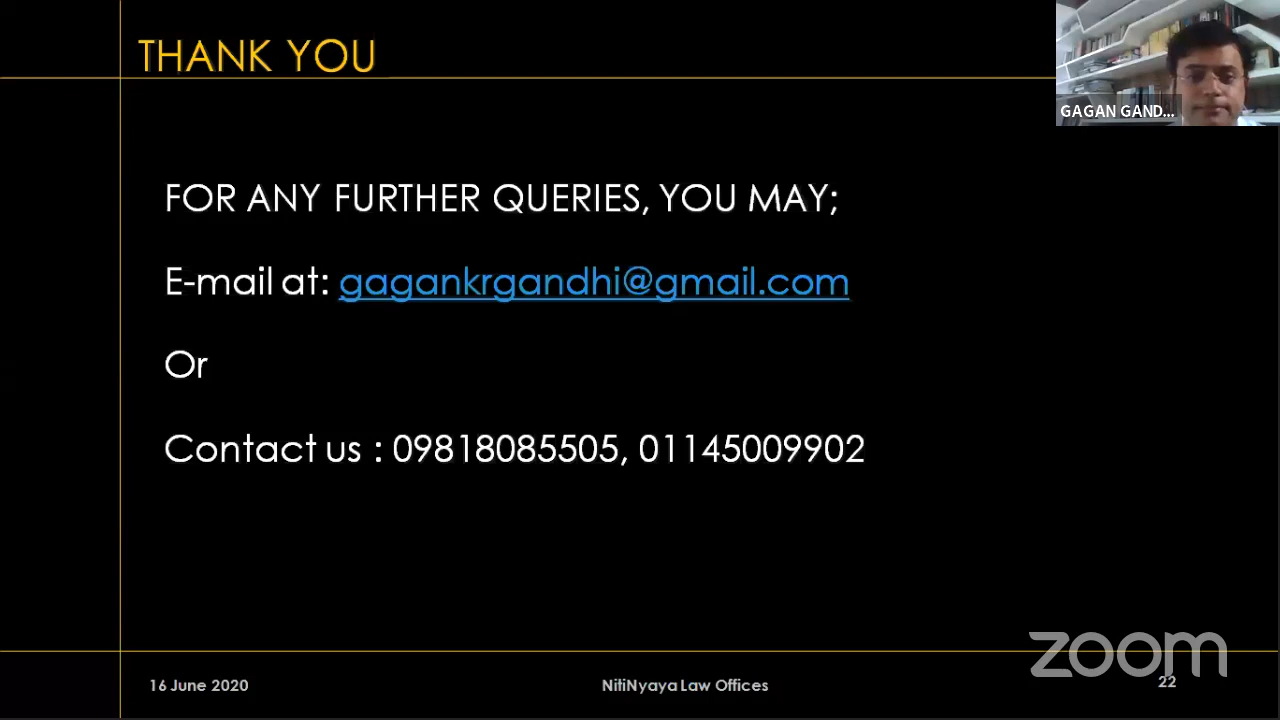 THANK YOU
GAGAN GAND...
FOR ANY FURTHER QUERIES, YOU MAY;
E-mail at: gagankrgandhi@gmail.com
Or
Contact us : 09818085505, 01145009902
zoom
16 June 2020
NitiNyaya Law Offices
22